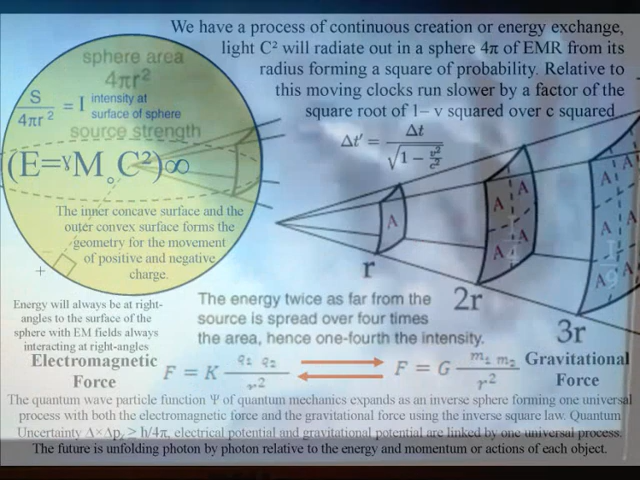 We have a process of continuous creation or energy exchange,
light C² will radiate out in a sphere 4π of EMR from its
radius forming a square of probability. Relative to
this moving clocks run slower by a factor of the
square root of 1– v squared over c squared
sphere area
4πr²
S
4πr ²
= I
intensity at
surface of sphere
source strength
Δt' = Δt
√1 − v²
c²
(E=ˠM˳C²)∞
The inner concave surface and the
outer convex surface forms the
geometry for the movement
of positive and negative
charge.
+
A
A A
A A
A A
A
A A
r
2r
3r
1
4
1
9
Energy will always be at right-
angles to the surface of the
sphere with EM fields always
interacting at right-angles
The energy twice as far from the
source is spread over four times
the area, hence one-fourth the intensity.
Electromagnetic
Force
F = K q₁ q₂
r²
F = G m₁ m₂
r²
Gravitational
Force
The quantum wave particle function Ψ of quantum mechanics expands as an inverse sphere forming one universal
process with both the electromagnetic force and the gravitational force using the inverse square law. Quantum
Uncertainty Δ×Δpₓ ≥ h/4π, electrical potential and gravitational potential are linked by one universal process.
The future is unfolding photon by photon relative to the energy and momentum or actions of each object.